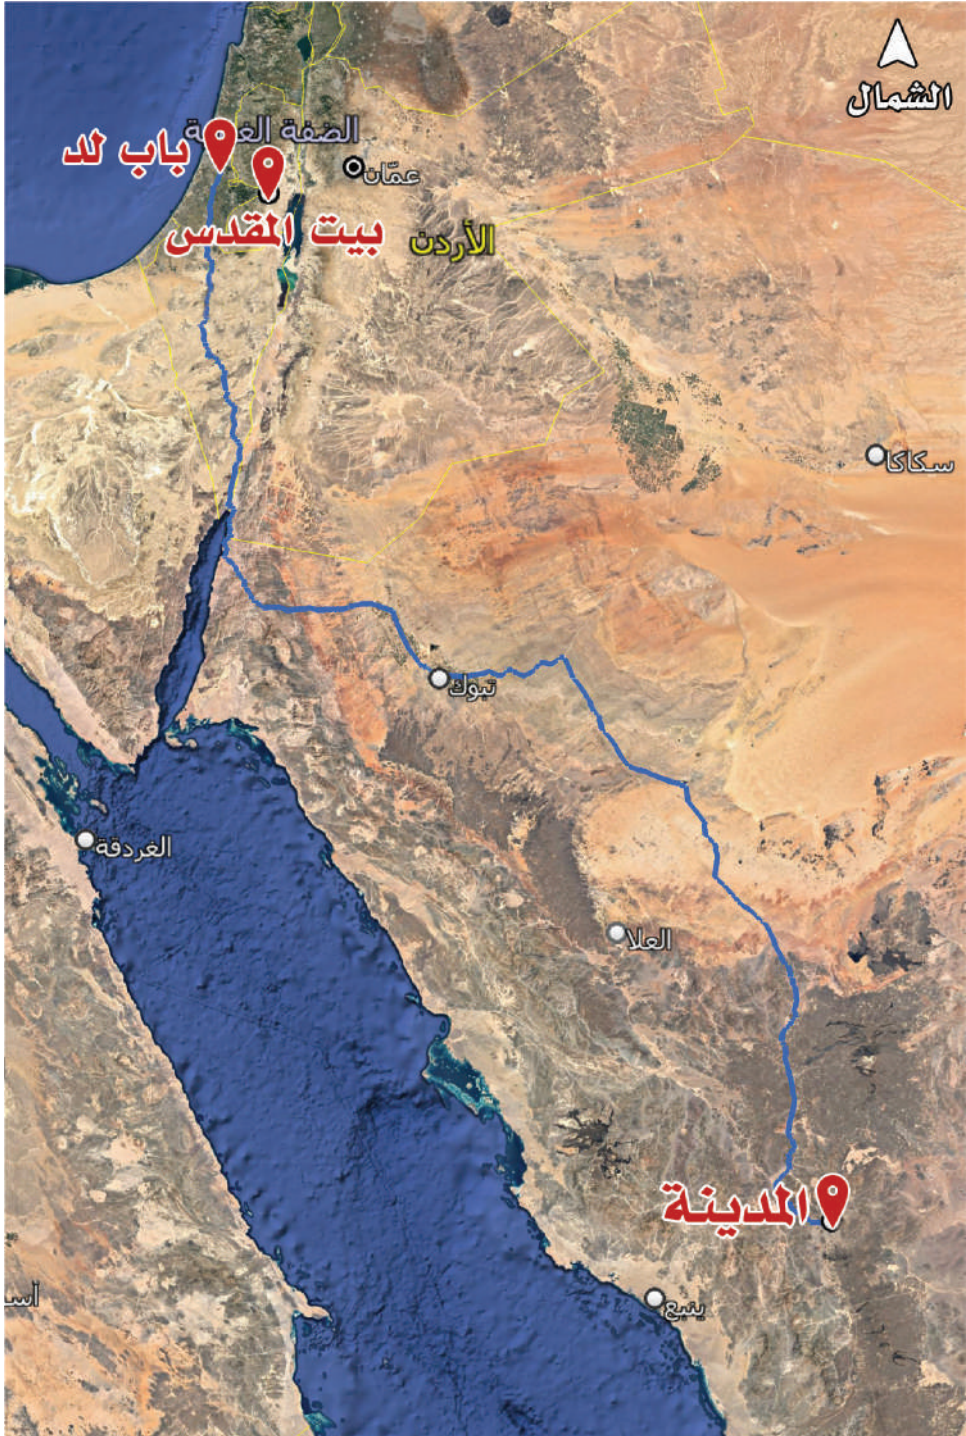 الشمال
الضفة الغربية
باب لد
عمّان
بيت المقدس
الأردن
سكاكا
تبوك
الغردقة
العلا
المدينة
ينبع